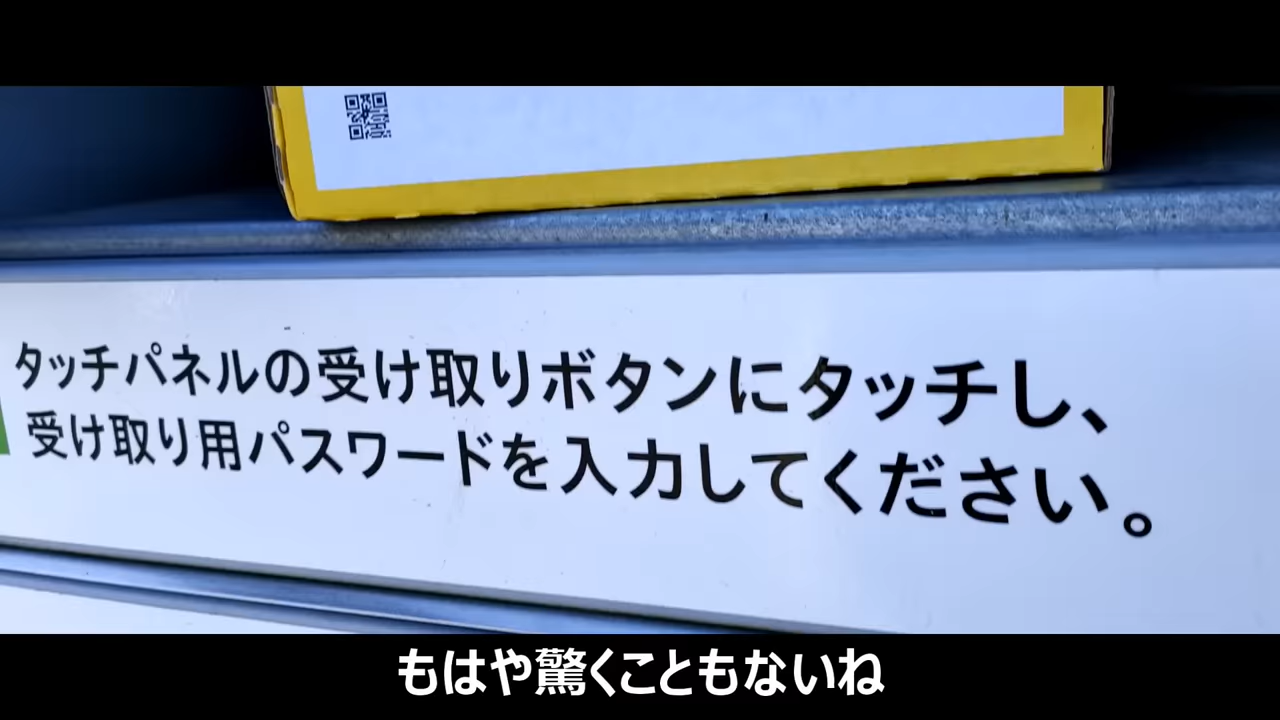 タッチパネルの受け取りボタンにタッチし、
受け取り用パスワードを入力してください。
もはや驚くこともないね